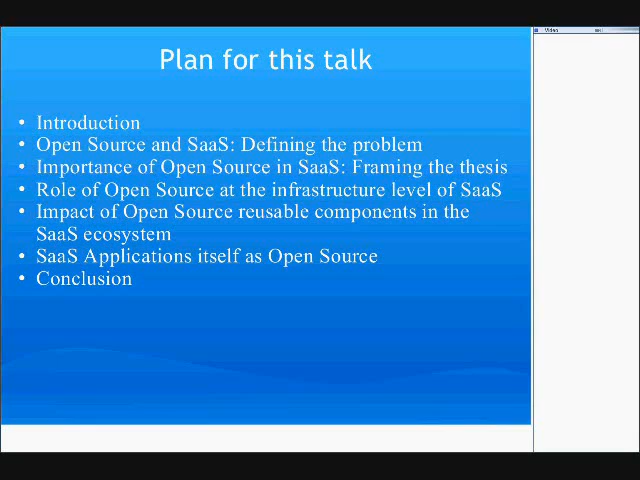 Plan for this talk
• Introduction
• Open Source and SaaS: Defining the problem
• Importance of Open Source in SaaS: Framing the thesis
• Role of Open Source at the infrastructure level of SaaS
• Impact of Open Source reusable components in the
SaaS ecosystem
• SaaS Applications itself as Open Source
• Conclusion
Video